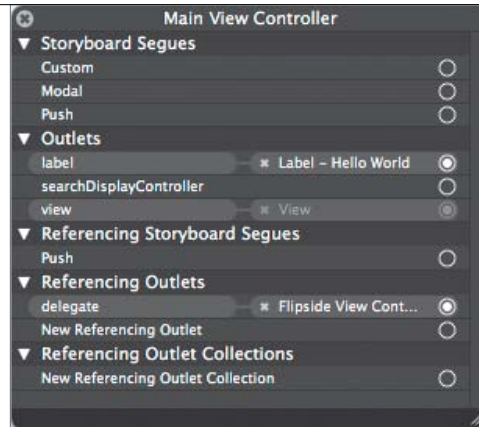 Main View Controller
Storyboard Segues
Custom
Modal
Push
Outlets
label Label – Hello World
searchDisplayController
view View
Referencing Storyboard Segues
Push
Referencing Outlets
delegate Flipside View Cont...
New Referencing Outlet
Referencing Outlet Collections
New Referencing Outlet Collection